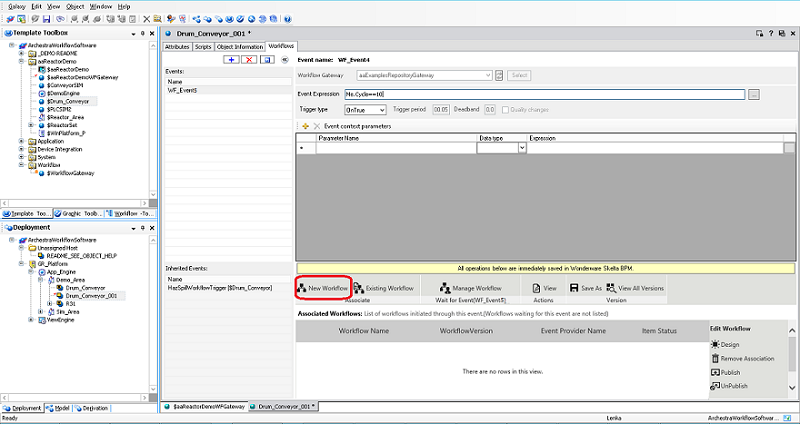 Galaxy Edit View Object Window Help
Template Toolbox
ArchestraWorkflowSoftware
_DEMO README
aaReactorDemo
$aaReactorDemo
$aaReactorDemoWFGateway
$ConveyorSIM
$DemoEngine
$Drum_Conveyor
$PLCSIM2
$Reactor_Area
$ReactorSet
$WinPlatform_P
Application
Device Integration
System
Workflow
$WorkflowGateway
Template Too... Graphic Toolb... Workflow -To...
Deployment
ArchestraWorkflowSoftware
Unassigned Host
README_SEE_OBJECT_HELP
GR_Platform
App_Engine
Demo_Area
Drum_Conveyor
Drum_Conveyor_001
R31
Sim_Area
ViewEngine
Deployment Model Derivation
Ready
Drum_Conveyor_001 *
Attributes Scripts Object Information Workflows
Events:
Name
WF_Event5
Inherited Events:
Name
HazSpillWorkflowTrigger ($Drum_Conveyor)
Event name: WF_Event4
Workflow Gateway aaExamplesRepositoryGateway Select
Event Expression Me.Cycle==10
Trigger type OnTrue Trigger period 00.05 Deadband 0.0 Quality changes
Event context parameters
Parameter Name Data type Expression
All operations below are immediately saved in Wonderware Skelta BPM.
New Workflow Existing Workflow Manage Workflow View Save As View All Versions
Associate Wait for Event(WF_Event5) Actions Version
Associated Workflows: List of workflows initiated through this event.(Workflows waiting for this event are not listed)
Workflow Name WorkflowVersion Event Provider Name Item Status
There are no rows in this view.
Edit Workflow
Design
Remove Association
Publish
UnPublish
$aaReactorDemoWFGateway Drum_Conveyor_001 *
Lenka ArchestraWorkflowSoftwar...